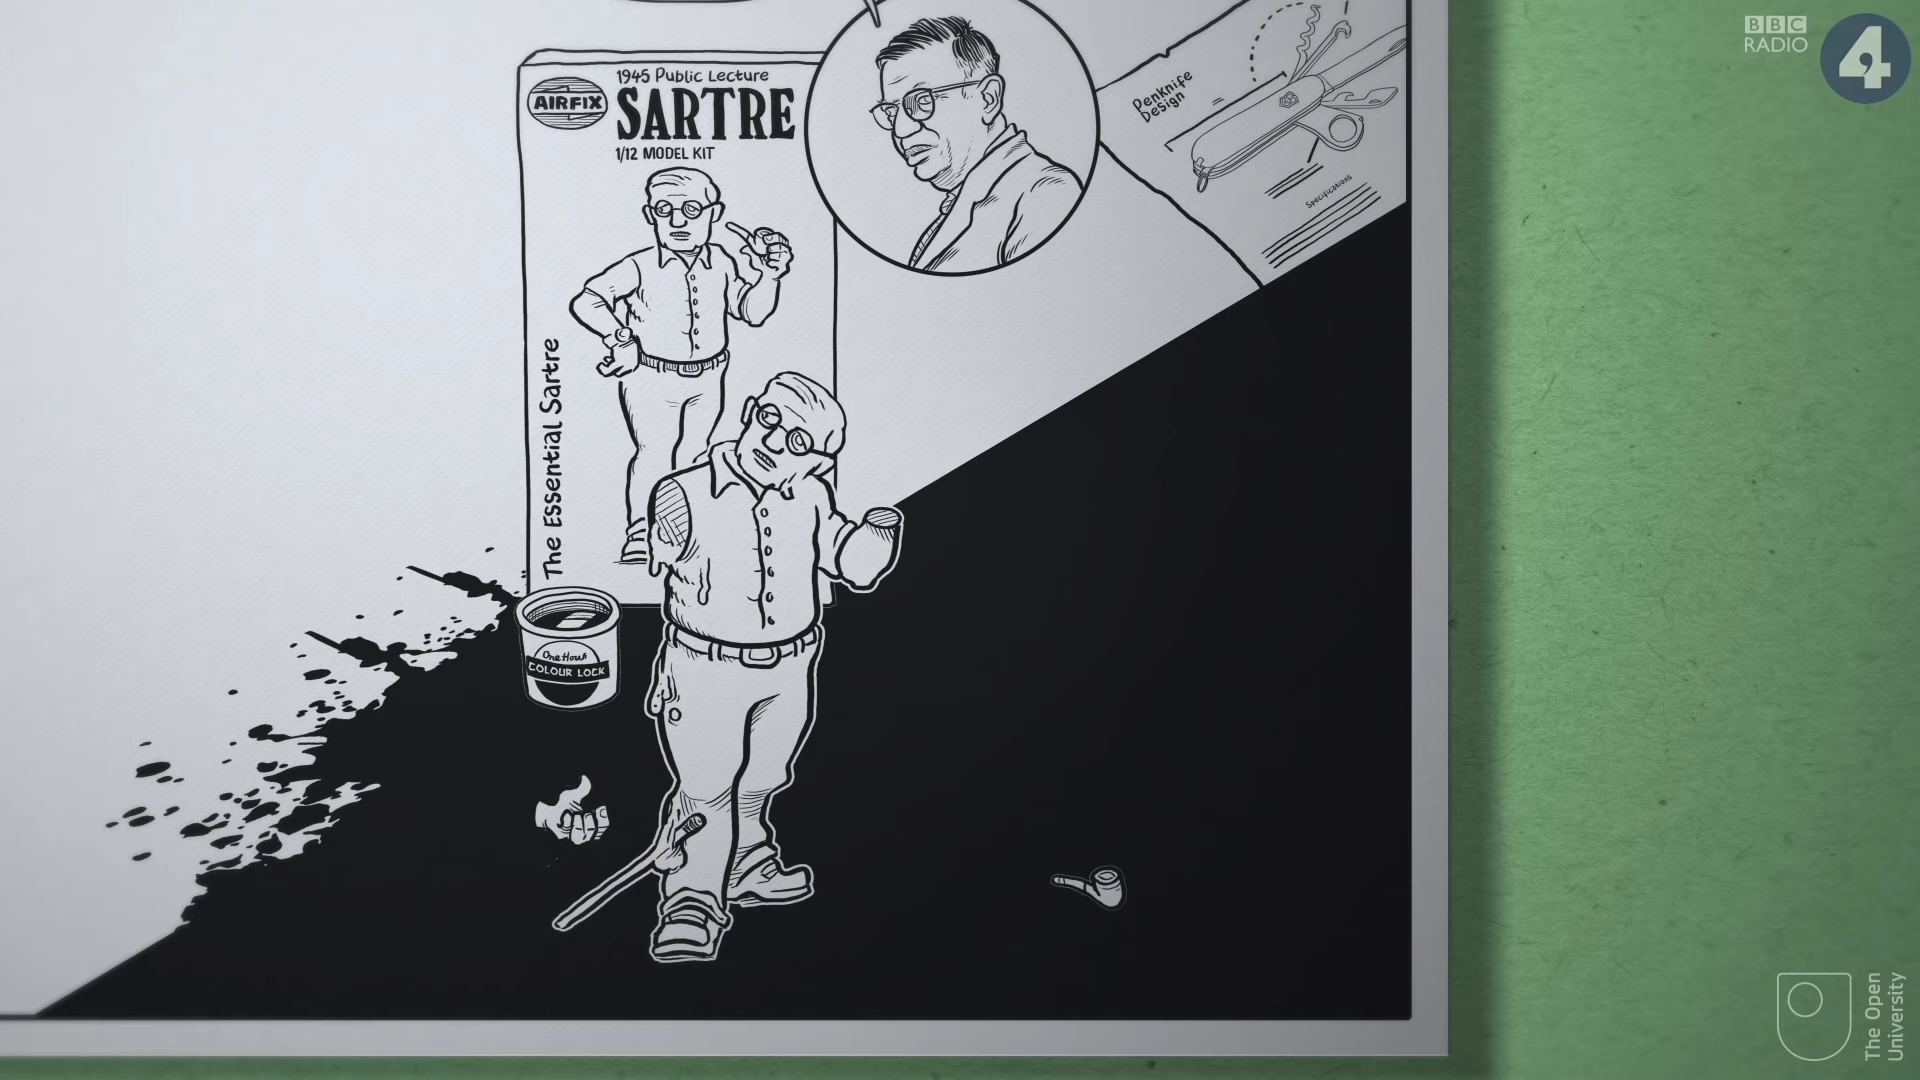 1945 Public Lecture
AIRFIX
SARTRE
1/12 MODEL KIT
The Essential Sartre
Penknife
Design
Specifications
One Hour
COLOUR LOCK
BBC
RADIO
4
The Open
University